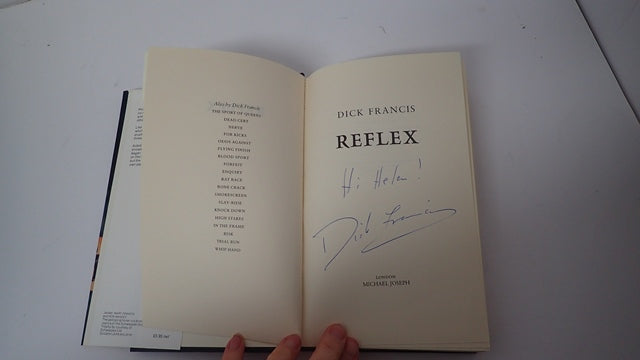 Also by Dick Francis
THE SPORT OF QUEENS
DEAD CERT
NERVE
FOR KICKS
ODDS AGAINST
FLYING FINISH
BLOOD SPORT
FORFEIT
ENQUIRY
RAT RACE
BONE CRACK
SMOKESCREEN
SLAY-RIDE
KNOCK DOWN
HIGH STAKES
IN THE FRAME
RISK
TRIAL RUN
WHIP HAND
DICK FRANCIS
REFLEX
Hi Helen!
Dick Francis
LONDON
MICHAEL JOSEPH